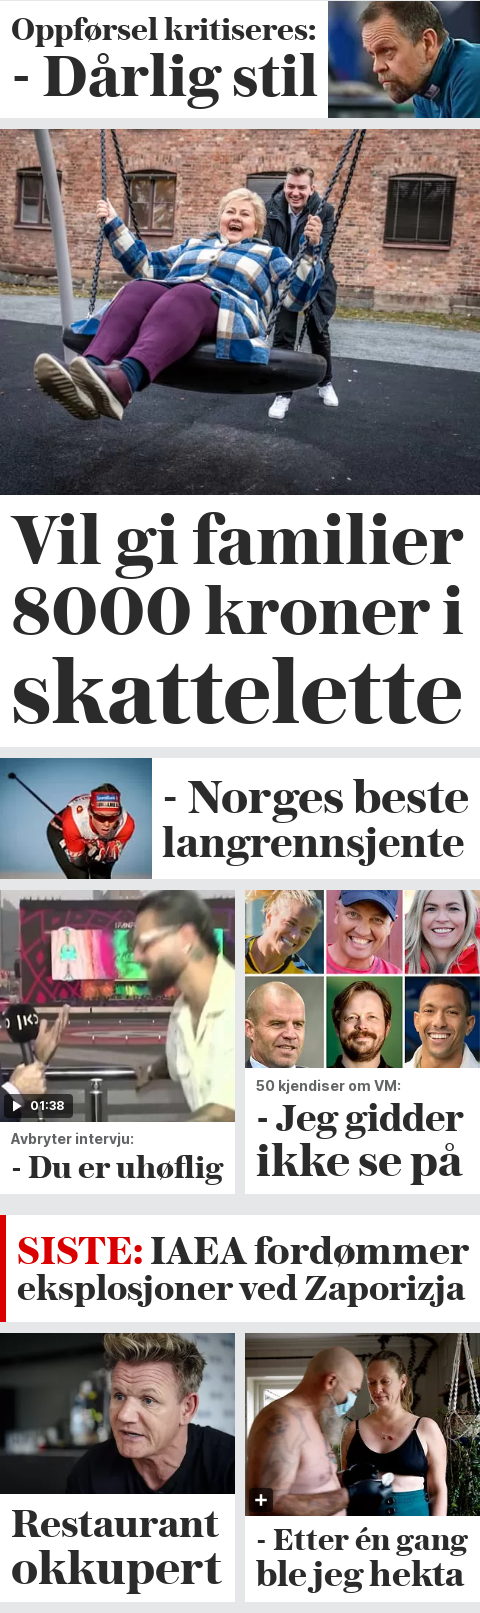 Oppførsel kritiseres:
- Dårlig stil
Vil gi familier
8000 kroner i
skattelette
- Norges beste
langrennsjente
01:38
Avbryter intervju:
- Du er uhøflig
50 kjendiser om VM:
- Jeg gidder
ikke se på
SISTE: IAEA fordømmer
eksplosjoner ved Zaporizja
Restaurant
okkupert
- Etter én gang
ble jeg hekta